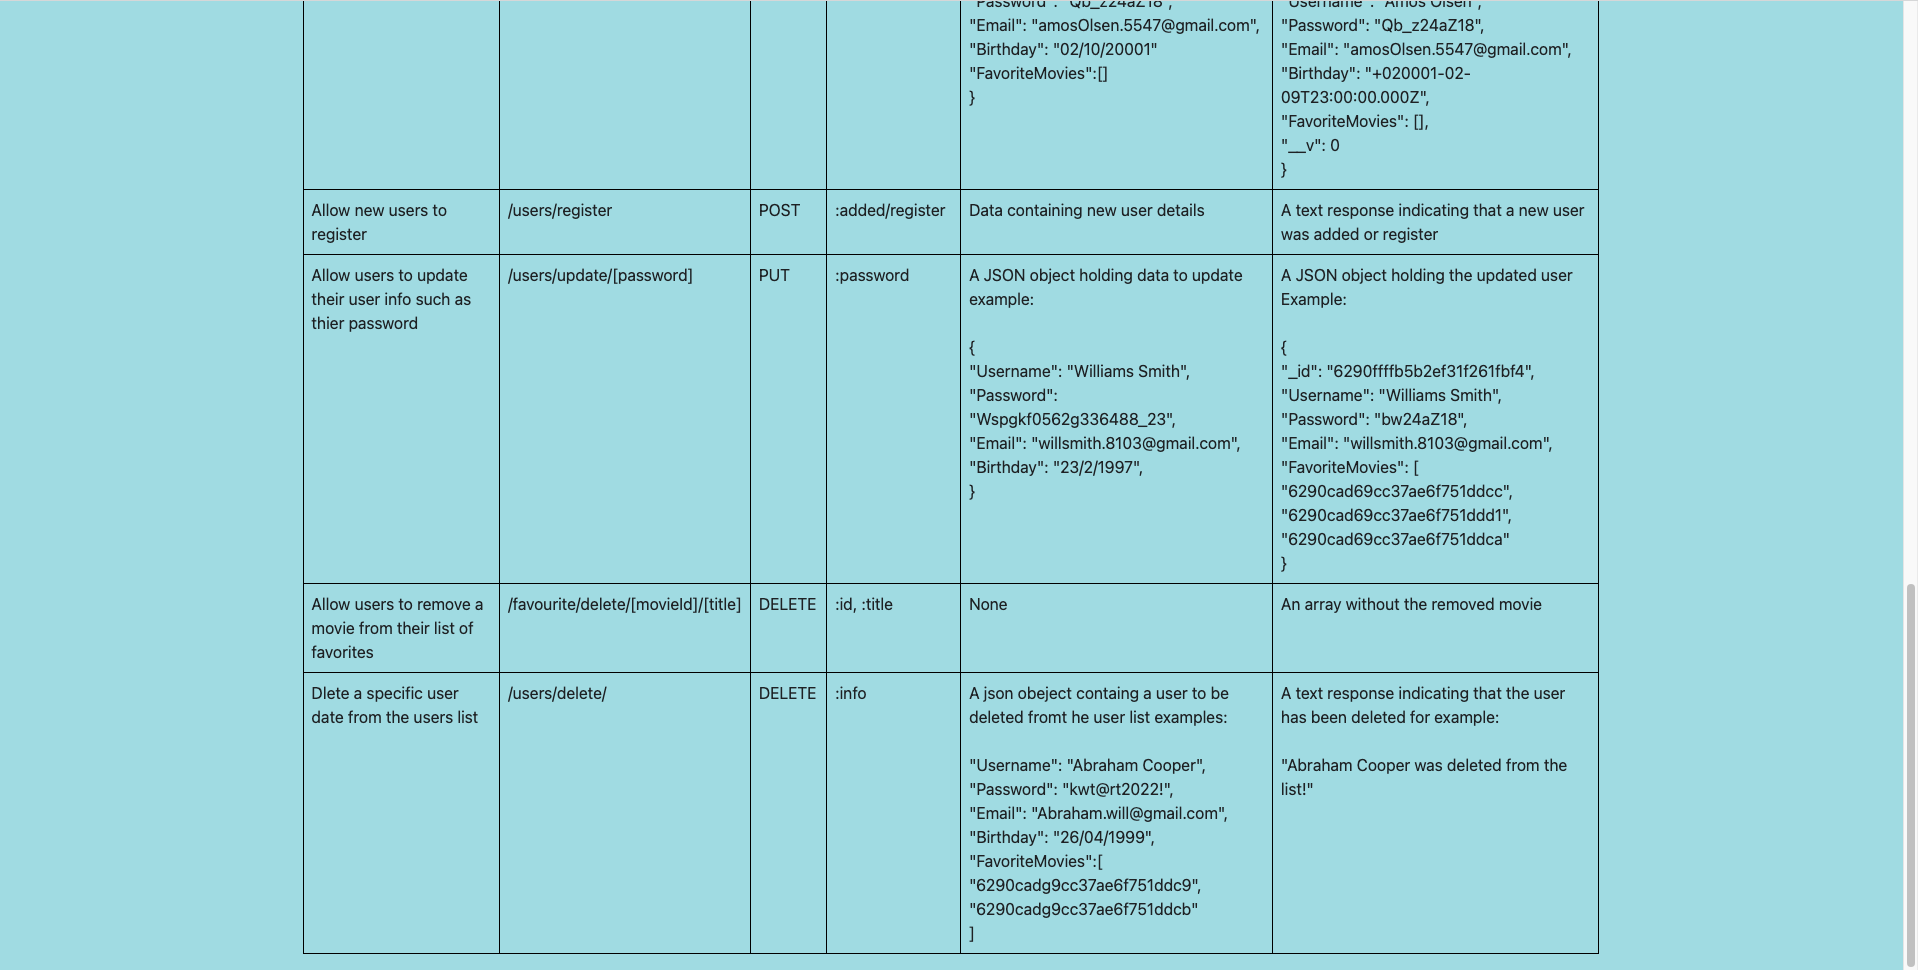 "Password": "Qb_z24aZ18",
"Email": "amosOlsen.5547@gmail.com",
"Birthday": "02/10/20001"
"FavoriteMovies":[]
}
"Username": "Amos Olsen",
"Password": "Qb_z24aZ18",
"Email": "amosOlsen.5547@gmail.com",
"Birthday": "+020001-02-
09T23:00:00.000Z",
"FavoriteMovies": [],
"__v": 0
}
Allow new users to
register
/users/register
POST
:added/register
Data containing new user details
A text response indicating that a new user
was added or register
Allow users to update
their user info such as
thier password
/users/update/[password]
PUT
:password
A JSON object holding data to update
example:
{
"Username": "Williams Smith",
"Password":
"Wspgkf0562g336488_23",
"Email": "willsmith.8103@gmail.com",
"Birthday": "23/2/1997",
}
A JSON object holding the updated user
Example:
{
"_id": "6290ffffb5b2ef31f261fbf4",
"Username": "Williams Smith",
"Password": "bw24aZ18",
"Email": "willsmith.8103@gmail.com",
"FavoriteMovies": [
"6290cad69cc37ae6f751ddcc",
"6290cad69cc37ae6f751ddd1",
"6290cad69cc37ae6f751ddca"
}
Allow users to remove a
movie from their list of
favorites
/favourite/delete/[movieId]/[title]
DELETE
:id, :title
None
An array without the removed movie
Dlete a specific user
date from the users list
/users/delete/
DELETE
:info
A json obeject containg a user to be
deleted fromt he user list examples:
"Username": "Abraham Cooper",
"Password": "kwt@rt2022!",
"Email": "Abraham.will@gmail.com",
"Birthday": "26/04/1999",
"FavoriteMovies":[
"6290cadg9cc37ae6f751ddc9",
"6290cadg9cc37ae6f751ddcb"
]
A text response indicating that the user
has been deleted for example:
"Abraham Cooper was deleted from the
list!"